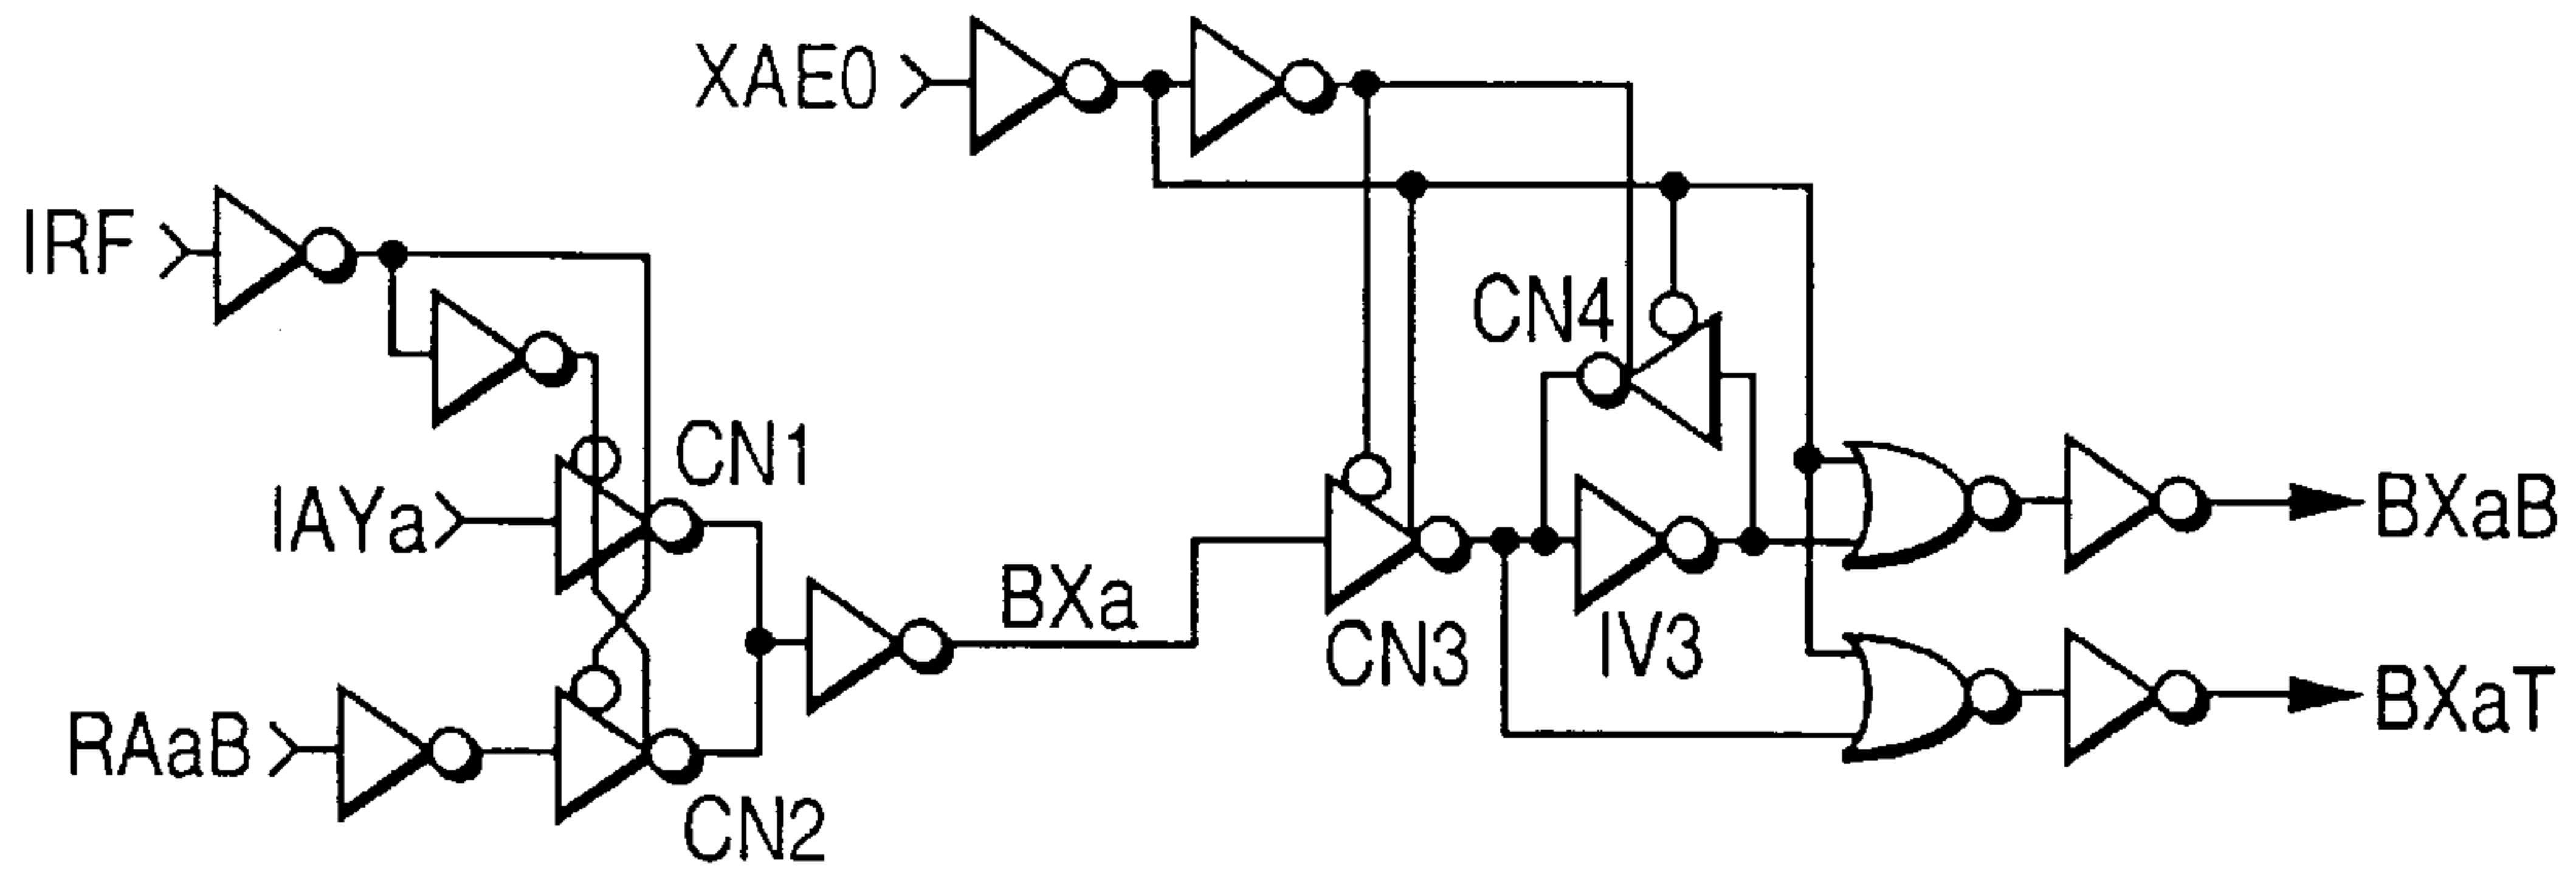 XAE0
IRF
CN4
CN1
IAYa
BXaB
BXa
CN3
IV3
RAaB
BXaT
CN2